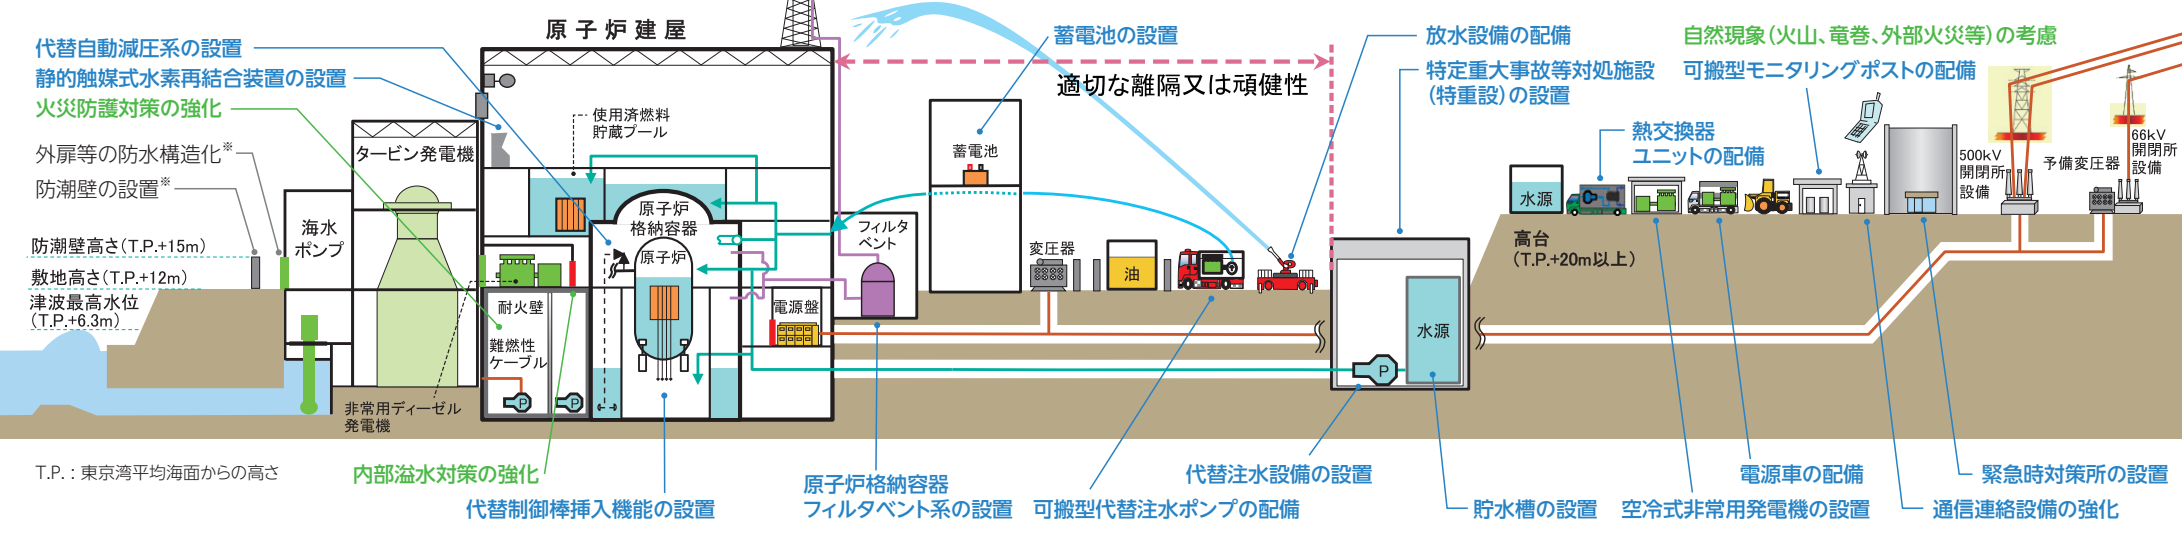 原子炉建屋
代替自動減圧系の設置
静的触媒式水素再結合装置の設置
火災防護対策の強化
外扉等の防水構造化※
防潮壁の設置※
防潮壁高さ(T.P.+15m)
敷地高さ(T.P.+12m)
津波最高水位
(T.P.+6.3m)
海水
ポンプ
タービン発電機
使用済燃料
貯蔵プール
原子炉
格納容器
原子炉
耐火壁
難燃性
ケーブル
P
P
非常用ディーゼル
発電機
電源盤
フィルタ
ベント
蓄電池の設置
蓄電池
適切な離隔又は頑健性
変圧器
油
放水設備の配備
特定重大事故等対処施設
(特重設)の設置
水源
P
自然現象(火山、竜巻、外部火災等)の考慮
可搬型モニタリングポストの配備
熱交換器
ユニットの配備
水源
高台
(T.P.+20m以上)
500kV
開閉所
設備
予備変圧器
66kV
開閉所
設備
T.P.:東京湾平均海面からの高さ
内部溢水対策の強化
代替制御棒挿入機能の設置
原子炉格納容器
フィルタベント系の設置
可搬型代替注水ポンプの配備
代替注水設備の設置
貯水槽の設置
空冷式非常用発電機の設置
電源車の配備
通信連絡設備の強化
緊急時対策所の設置